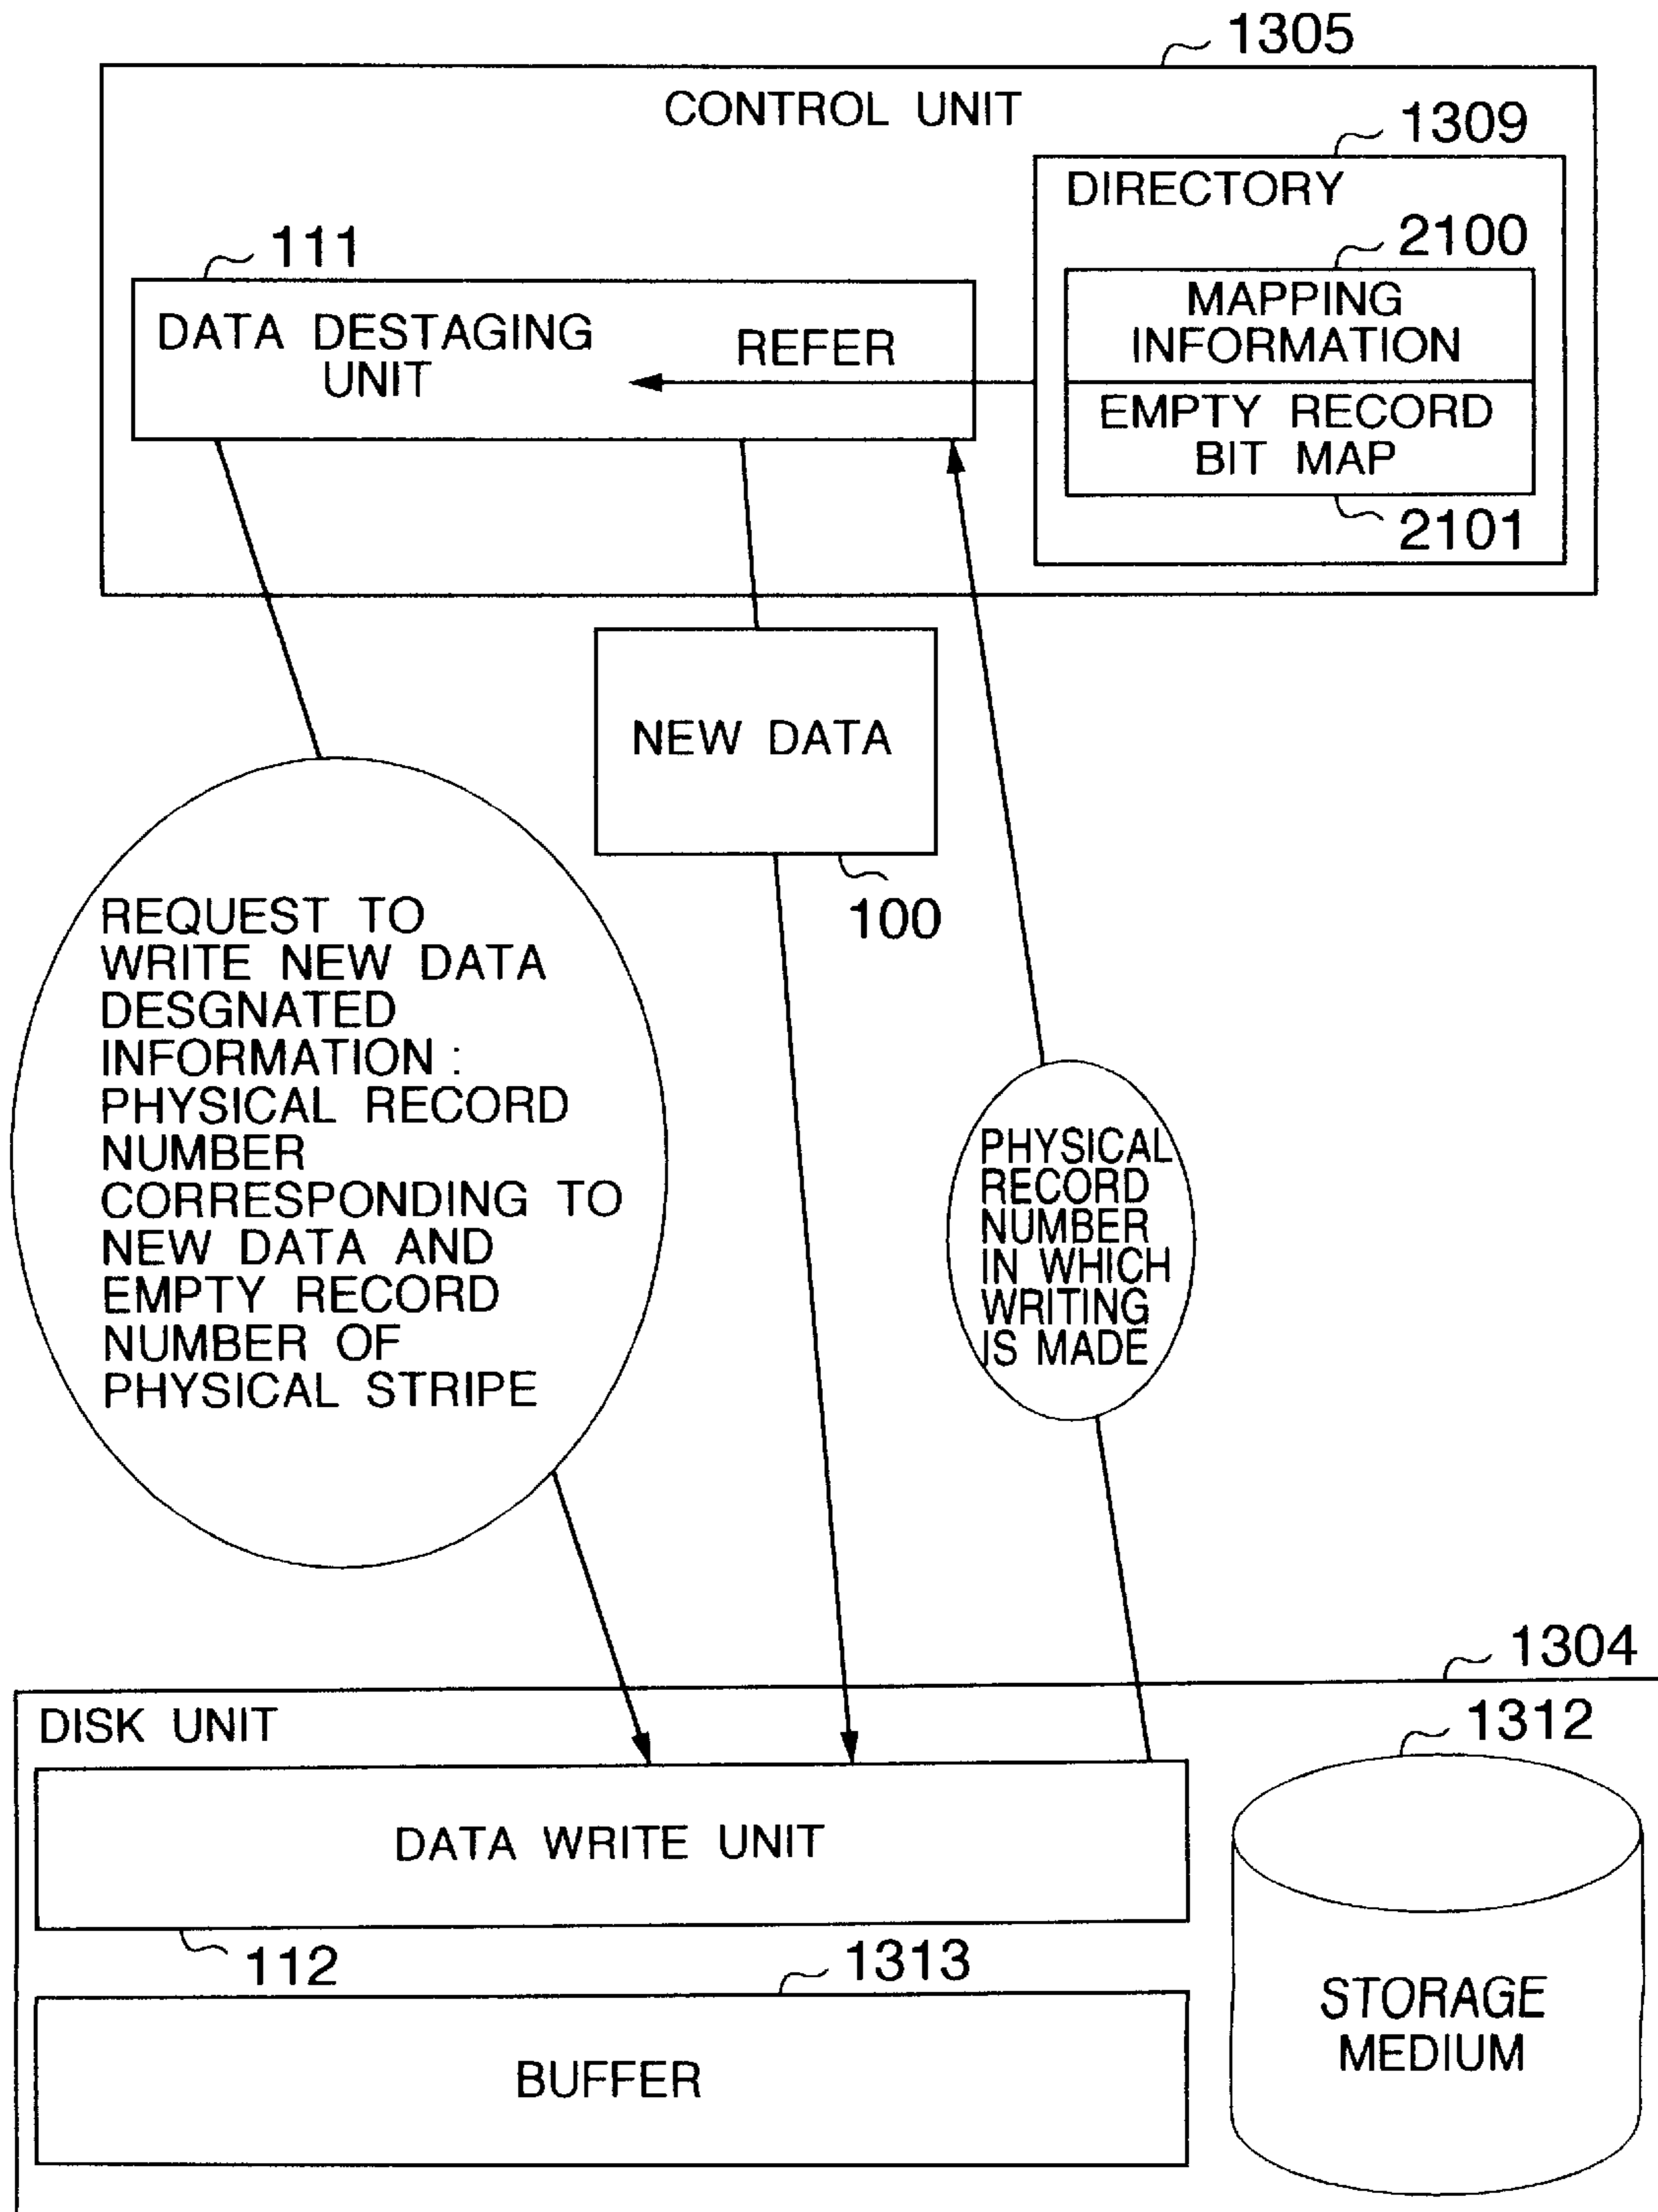 1305
CONTROL UNIT
1309
DIRECTORY
2100
MAPPING
INFORMATION
EMPTY RECORD
BIT MAP
2101
111
DATA DESTAGING
UNIT
REFER
NEW DATA
100
REQUEST TO
WRITE NEW DATA
DESGNATED
INFORMATION :
PHYSICAL RECORD
NUMBER
CORRESPONDING TO
NEW DATA AND
EMPTY RECORD
NUMBER OF
PHYSICAL STRIPE
PHYSICAL
RECORD
NUMBER
IN WHICH
WRITING
IS MADE
1304
DISK UNIT
1312
DATA WRITE UNIT
112
1313
BUFFER
STORAGE
MEDIUM